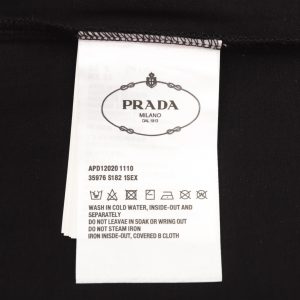 PRADA
MILANO
DAL 1913
APD12020 1110
35976 S182 1SEX
WASH IN COLD WATER, INSIDE-OUT AND
SEPARATELY
DO NOT LEAVE IN SOAK OR WRING OUT
DO NOT STEAM IRON
IRON INISDE-OUT, COVERED B CLOTH